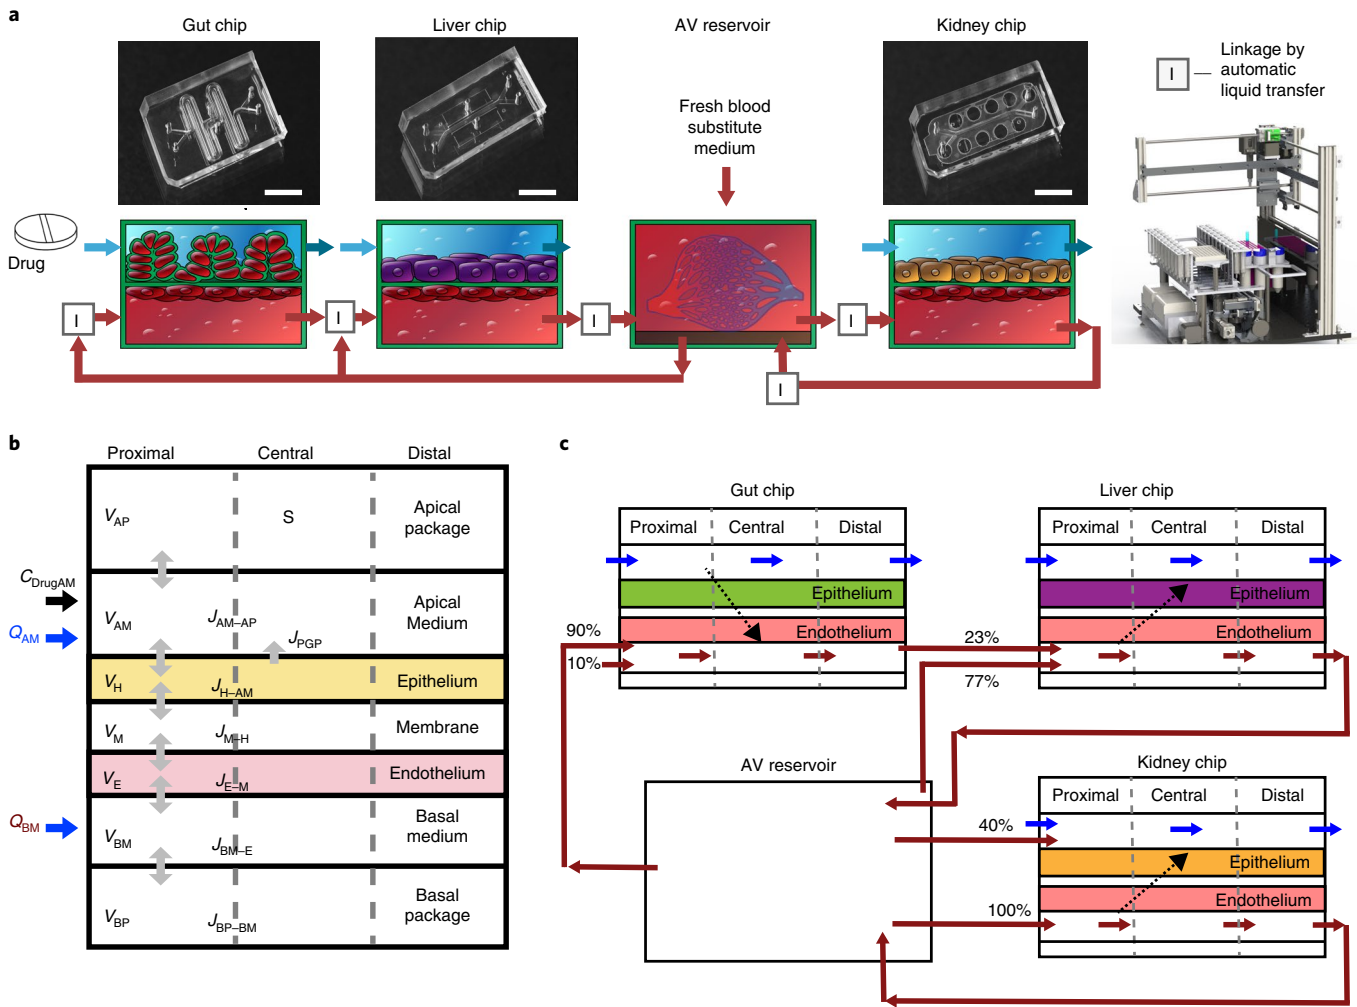 a
Gut chip
Liver chip
AV reservoir
Kidney chip
Linkage by
automatic
liquid transfer
I
Fresh blood
substitute
medium
Drug
I
I
I
I
I
b
Proximal
Central
Distal
V_AP
S
Apical
package
C_DrugAM
Q_AM
V_AM
J_AM–AP
J_PGP
Apical
Medium
V_H
J_H–AM
Epithelium
V_M
J_M–H
Membrane
V_E
J_E–M
Endothelium
Q_BM
V_BM
J_BM–E
Basal
medium
V_BP
J_BP–BM
Basal
package
c
Gut chip
Proximal
Central
Distal
Epithelium
Endothelium
90%
10%
Liver chip
Proximal
Central
Distal
Epithelium
Endothelium
23%
77%
AV reservoir
Kidney chip
Proximal
Central
Distal
40%
Epithelium
Endothelium
100%